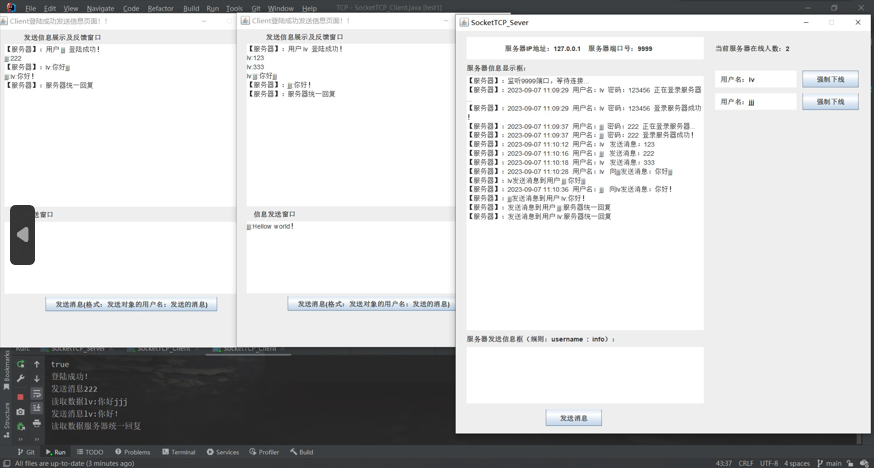 File Edit View Navigate Code Refactor Build Run Tools Git Window Help TCP - SocketTCP_Client.java [test1]
Client登陆成功发送信息页面！！
发送信息展示及反馈窗口
【服务器】：用户 jjj 登陆成功！
jjj:222
【服务器】：lv:你好jjj
jjj:lv:你好！
【服务器】：服务器统一回复
送窗口
发送消息(格式：发送对象的用户名：发送的消息)
Client登陆成功发送信息页面！！
发送信息展示及反馈窗口
【服务器】：用户 lv 登陆成功！
lv:123
lv:333
lv:jjj:你好jjj
【服务器】：jjj:你好！
【服务器】：服务器统一回复
信息发送窗口
jjj:Hellow world!
发送消息(格式：发送对象的用户名：发送的消息)
SocketTCP_Sever
服务器IP地址：127.0.0.1 服务器端口号：9999
服务器信息显示框：
【服务器】：监听9999端口，等待连接...
【服务器】：2023-09-07 11:09:29 用户名：lv 密码：123456 正在登录服务器
...
【服务器】：2023-09-07 11:09:29 用户名：lv 密码：123456 登录服务器成功
！
【服务器】：2023-09-07 11:09:37 用户名：jjj 密码：222 正在登录服务器...
【服务器】：2023-09-07 11:09:37 用户名：jjj 密码：222 登录服务器成功！
【服务器】：2023-09-07 11:10:12 用户名：lv 发送消息：123
【服务器】：2023-09-07 11:10:16 用户名：jjj 发送消息：222
【服务器】：2023-09-07 11:10:18 用户名：lv 发送消息：333
【服务器】：2023-09-07 11:10:28 用户名：lv 向jjj发送消息：你好jjj
【服务器】：lv发送消息到用户 jjj:你好jjj
【服务器】：2023-09-07 11:10:36 用户名：jjj 向lv发送消息：你好！
【服务器】：jjj发送消息到用户 lv:你好！
【服务器】：发送消息到用户 jjj:服务器统一回复
【服务器】：发送消息到用户 lv:服务器统一回复
服务器发送信息框（规则：username : info）：
发送消息
当前服务器在线人数：2
用户名：lv 强制下线
用户名：jjj 强制下线
Run: SocketTCP_Server SocketTCP_Client SocketTCP_Client
true
登陆成功！
发送消息222
读取数据lv:你好jjj
发送消息lv:你好!
读取数据服务器统一回复
Bookmarks
Structure
Git Run TODO Problems Terminal Services Profiler Build
All files are up-to-date (3 minutes ago) 43:37 CRLF UTF-8 4 spaces main